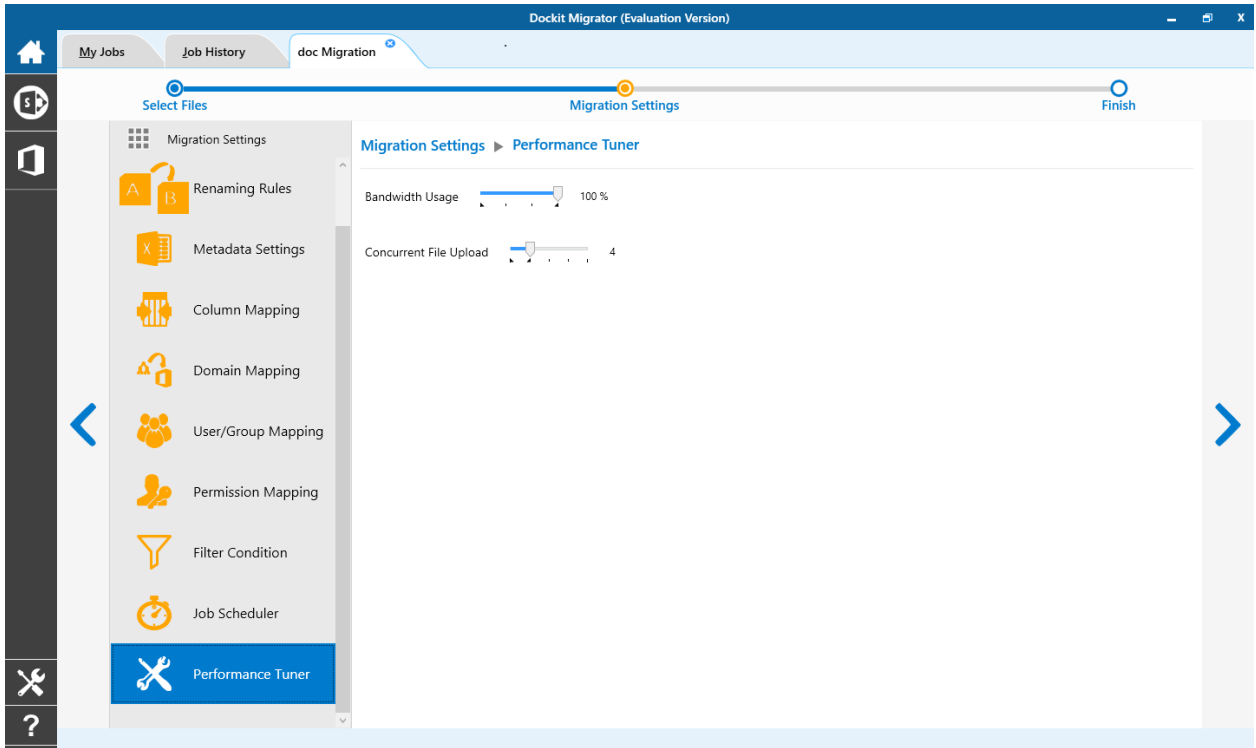 Dockit Migrator (Evaluation Version)
X
My Jobs
Job History
doc Migration
Select Files
Migration Settings
Finish
Migration Settings
Migration Settings ▶ Performance Tuner
A
B
Renaming Rules
Bandwidth Usage 100 %
X
Metadata Settings
Concurrent File Upload 4
Column Mapping
Domain Mapping
User/Group Mapping
Permission Mapping
Filter Condition
Job Scheduler
Performance Tuner
S
?